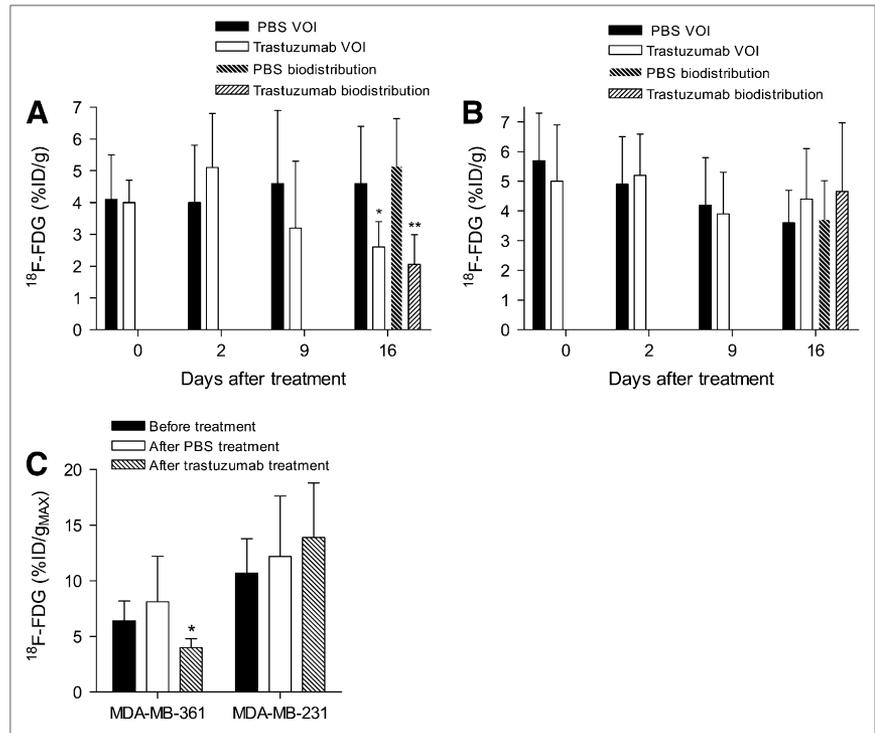 PBS VOI
Trastuzumab VOI
PBS biodistribution
Trastuzumab biodistribution
A
7
6
5
4
3
2
1
0
¹⁸F-FDG (%ID/g)
*
**
0 2 9 16
Days after treatment
PBS VOI
Trastuzumab VOI
PBS biodistribution
Trastuzumab biodistribution
B
7
6
5
4
3
2
1
0
¹⁸F-FDG (%ID/g)
0 2 9 16
Days after treatment
Before treatment
After PBS treatment
After trastuzumab treatment
C
20
15
10
5
0
¹⁸F-FDG (%ID/gMAX)
*
MDA-MB-361 MDA-MB-231